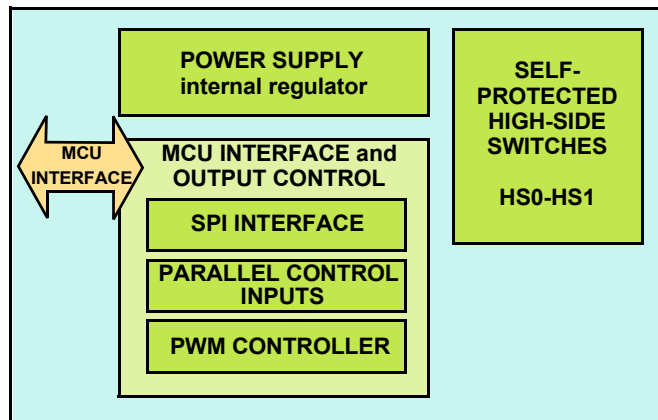 POWER SUPPLY
internal regulator
SELF-
PROTECTED
HIGH-SIDE
SWITCHES
HS0-HS1
MCU
INTERFACE
MCU INTERFACE and
OUTPUT CONTROL
SPI INTERFACE
PARALLEL CONTROL
INPUTS
PWM CONTROLLER